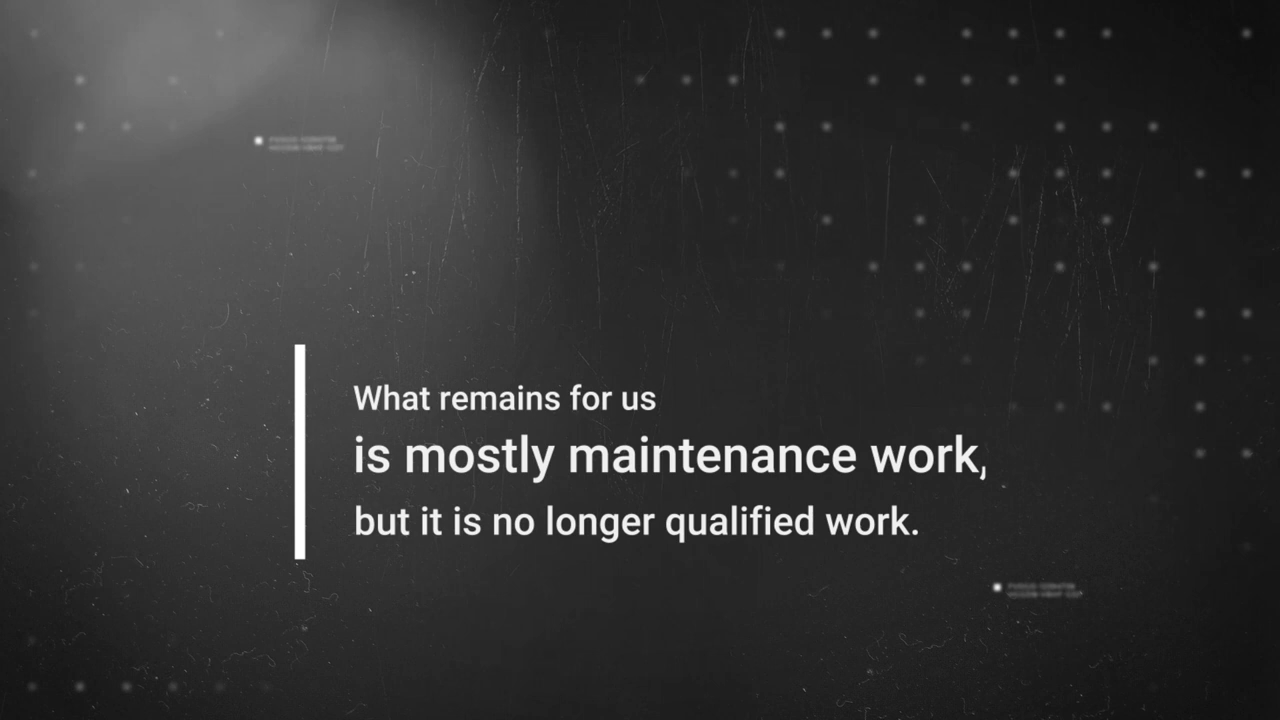 What remains for us
is mostly maintenance work,
but it is no longer qualified work.